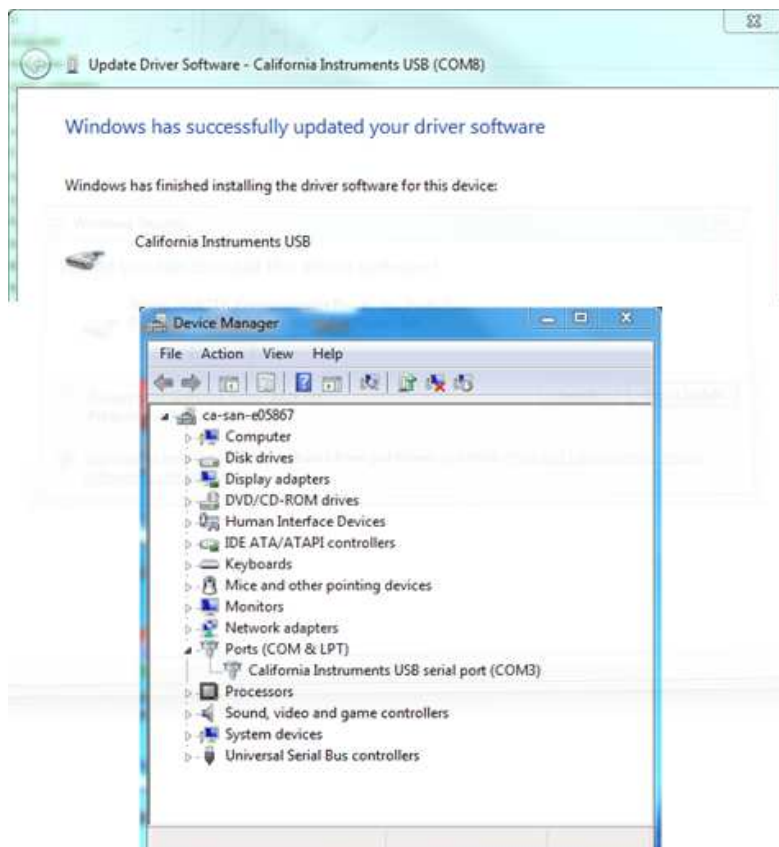 Update Driver Software - California Instruments USB (COM8)
Windows has successfully updated your driver software
Windows has finished installing the driver software for this device:
California Instruments USB
Device Manager
File Action View Help
ca-san-e05867
Computer
Disk drives
Display adapters
DVD/CD-ROM drives
Human Interface Devices
IDE ATA/ATAPI controllers
Keyboards
Mice and other pointing devices
Monitors
Network adapters
Ports (COM & LPT)
California Instruments USB serial port (COM3)
Processors
Sound, video and game controllers
System devices
Universal Serial Bus controllers